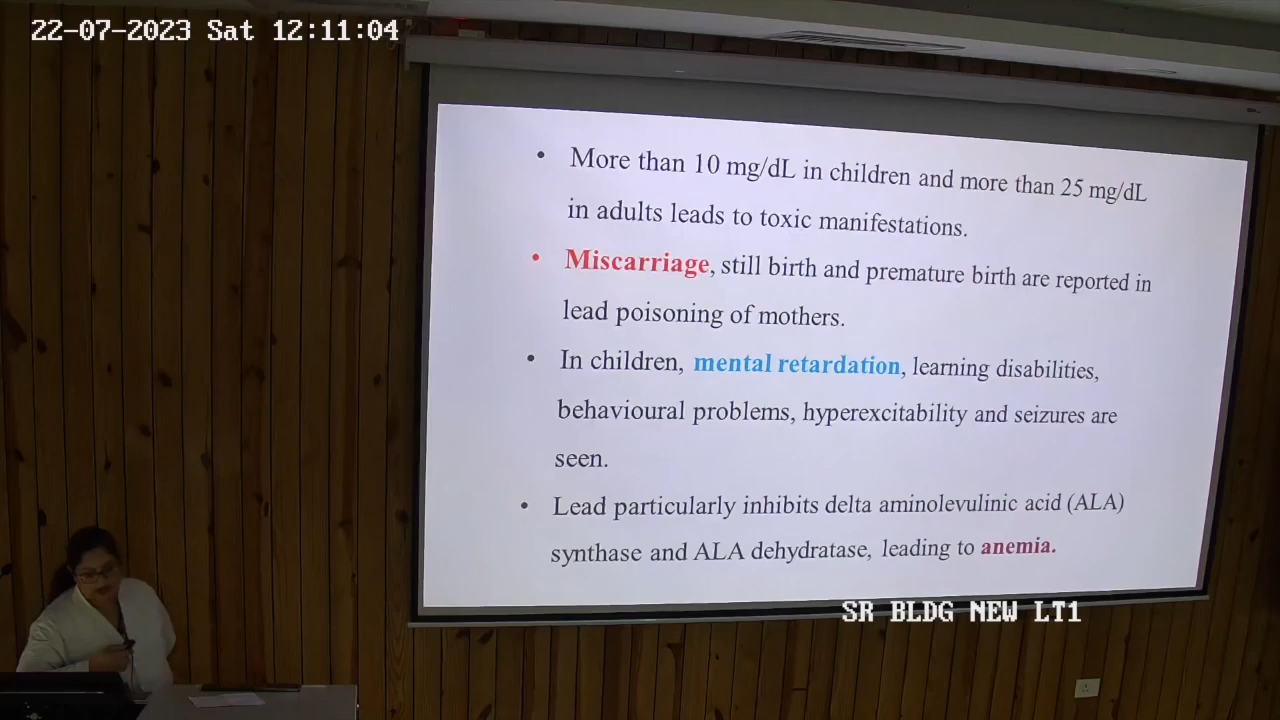 22-07-2023 Sat 12:11:04
• More than 10 mg/dL in children and more than 25 mg/dL
in adults leads to toxic manifestations.
• Miscarriage, still birth and premature birth are reported in
lead poisoning of mothers.
• In children, mental retardation, learning disabilities,
behavioural problems, hyperexcitability and seizures are
seen.
• Lead particularly inhibits delta aminolevulinic acid (ALA)
synthase and ALA dehydratase, leading to anemia.
SR BLDG NEW LT1